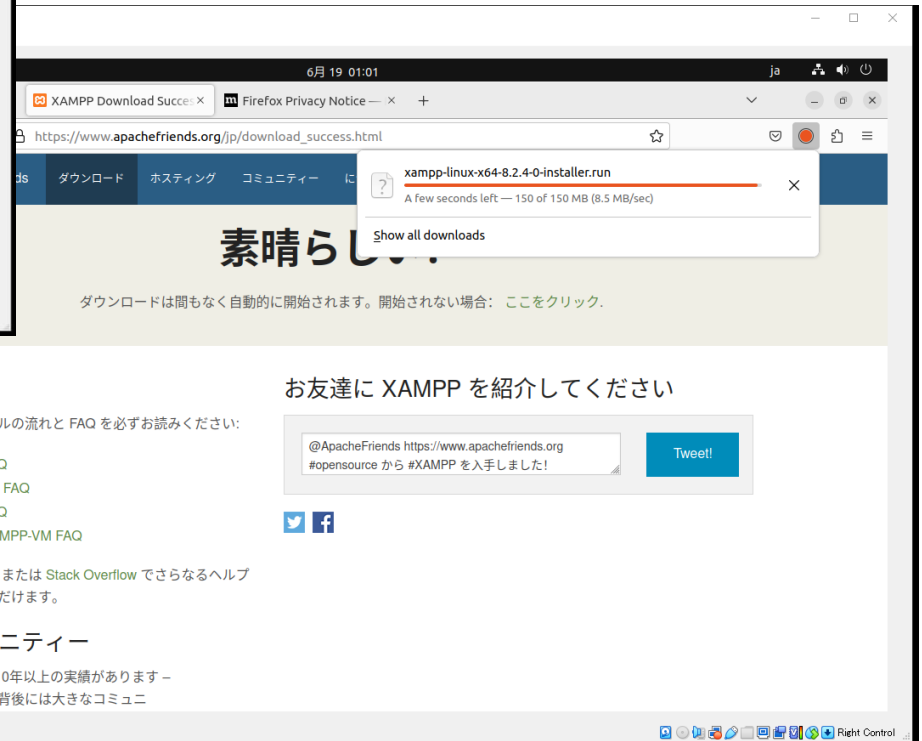 6月 19 01:01
ja
XAMPP Download Succes
Firefox Privacy Notice —
https://www.apachefriends.org/jp/download_success.html
ds
ダウンロード
ホスティング
コミュニティー
に
xampp-linux-x64-8.2.4-0-installer.run
A few seconds left — 150 of 150 MB (8.5 MB/sec)
Show all downloads
素晴らしい!
ダウンロードは間もなく自動的に開始されます。開始されない場合: ここをクリック.
ルの流れと FAQ を必ずお読みください:
Q
FAQ
Q
MPP-VM FAQ
または Stack Overflow でさらなるヘルプ
だけます。
ニティー
0年以上の実績があります –
背後には大きなコミュニ
お友達に XAMPP を紹介してください
@ApacheFriends https://www.apachefriends.org
#opensource から #XAMPP を入手しました!
Tweet!
Right Control